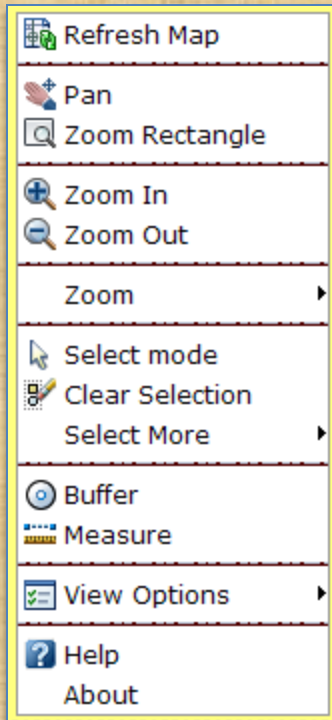 Refresh Map
Pan
Zoom Rectangle
Zoom In
Zoom Out
Zoom
Select mode
Clear Selection
Select More
Buffer
Measure
View Options
Help
About